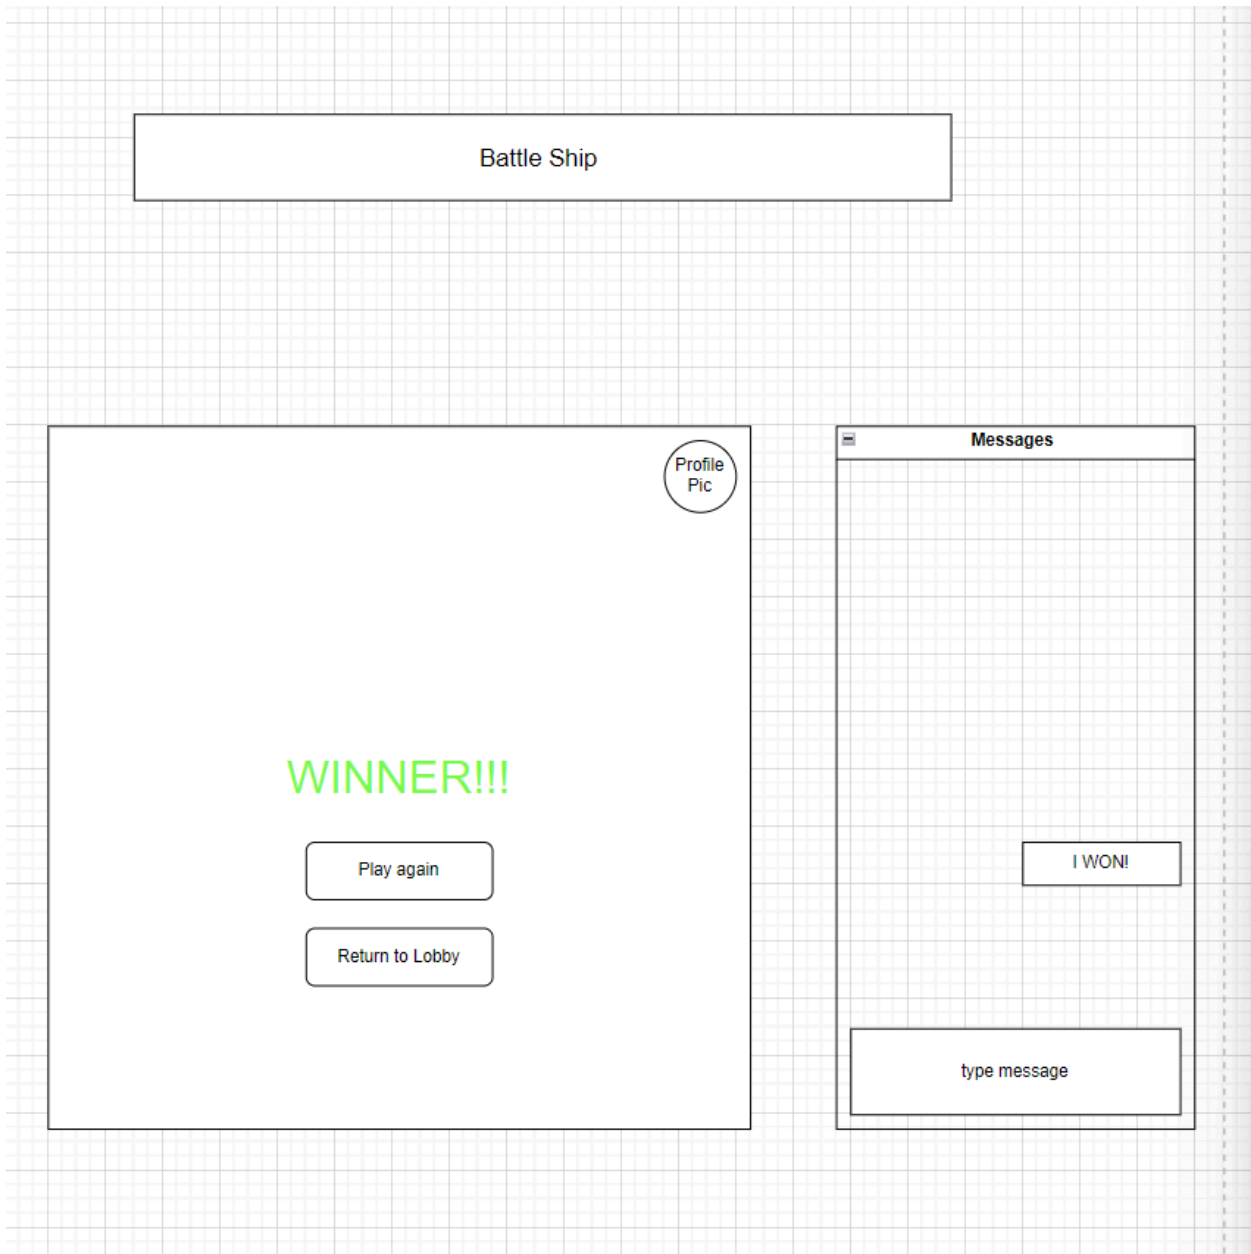 Battle Ship
Profile
Pic
WINNER!!!
Play again
Return to Lobby
Messages
I WON!
type message